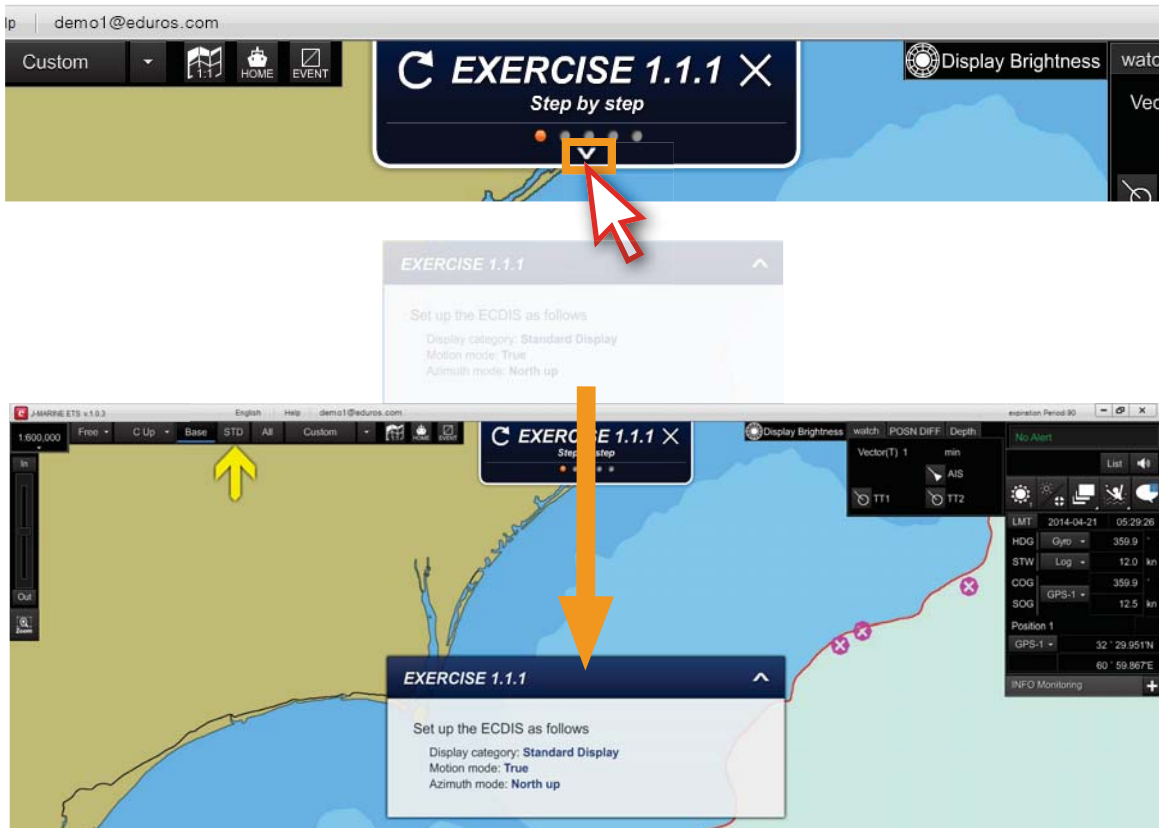 lp demo1@eduros.com
Custom 1:1 HOME EVENT
EXERCISE 1.1.1
Step by step
Display Brightness
watc
Vec
EXERCISE 1.1.1
Set up the ECDIS as follows
Display category: Standard Display
Motion mode: True
Azimuth mode: North up
J-MARINE ETS v.1.0.3 English Help demo1@eduros.com expiration Period:90
1:600,000 Free C Up Base STD All Custom HOME EVENT
EXERCISE 1.1.1
Step by step
Display Brightness watch POSN DIFF Depth
No Alert
Vector(T) 1 min
AIS
TT1 TT2
List
In
Out
Zoom
LMT 2014-04-21 05:29:26
HDG Gyro 359.9 °
STW Log 12.0 kn
COG GPS-1 359.9 °
SOG 12.5 kn
Position 1
GPS-1 32 ° 29.951'N
60 ° 59.867'E
INFO Monitoring
EXERCISE 1.1.1
Set up the ECDIS as follows
Display category: Standard Display
Motion mode: True
Azimuth mode: North up